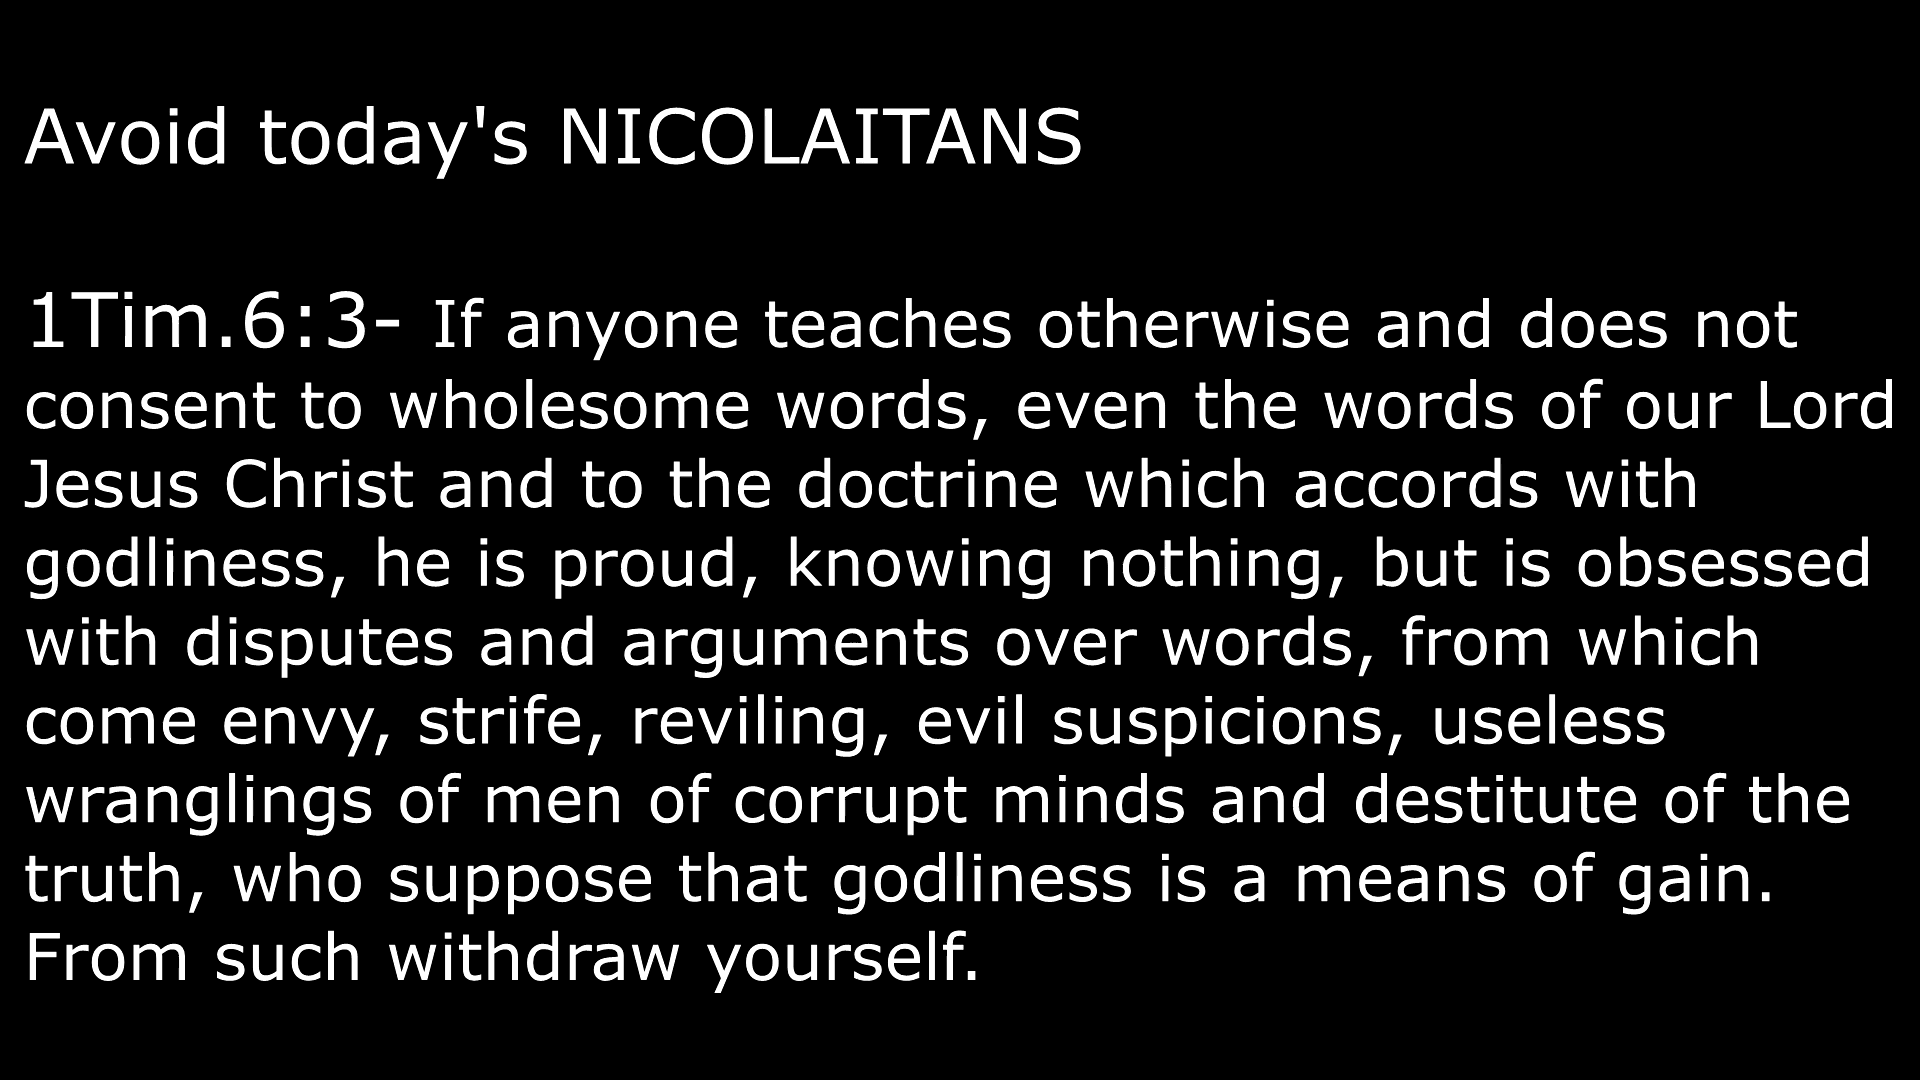 Avoid today's NICOLAITANS
1Tim.6:3- If anyone teaches otherwise and does not
consent to wholesome words, even the words of our Lord
Jesus Christ and to the doctrine which accords with
godliness, he is proud, knowing nothing, but is obsessed
with disputes and arguments over words, from which
come envy, strife, reviling, evil suspicions, useless
wranglings of men of corrupt minds and destitute of the
truth, who suppose that godliness is a means of gain.
From such withdraw yourself.